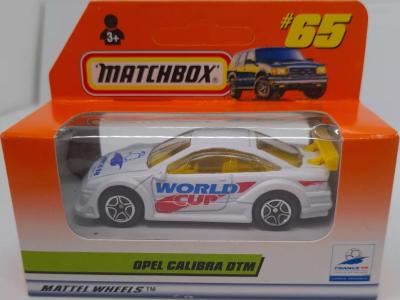 #65
3+
MATCHBOX
WORLD
CUP
OPEL CALIBRA DTM
MATTEL WHEELS™
FRANCE 98